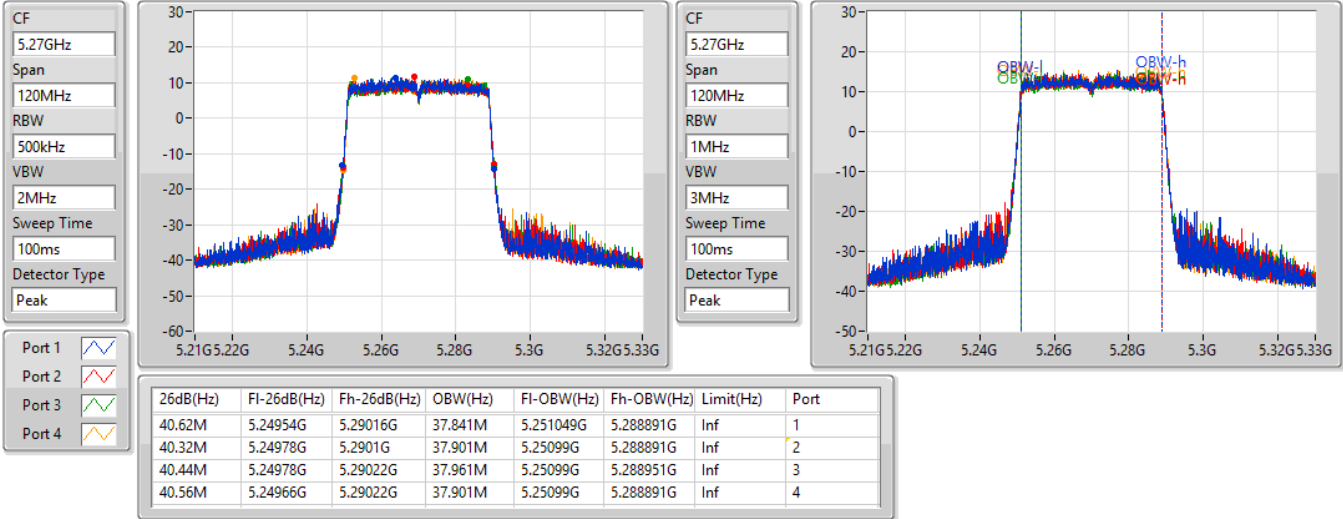 CF
5.27GHz
Span
120MHz
RBW
500kHz
VBW
2MHz
Sweep Time
100ms
Detector Type
Peak
30
20
10
0
-10
-20
-30
-40
-50
-60
5.21G 5.22G 5.24G 5.26G 5.28G 5.3G 5.32G 5.33G
CF
5.27GHz
Span
120MHz
RBW
1MHz
VBW
3MHz
Sweep Time
100ms
Detector Type
Peak
30
20
10
0
-10
-20
-30
-40
-50
OBW-l
OBW-h
OBW-h
5.21G 5.22G 5.24G 5.26G 5.28G 5.3G 5.32G 5.33G
Port 1
Port 2
Port 3
Port 4
26dB(Hz) Fl-26dB(Hz) Fh-26dB(Hz) OBW(Hz) Fl-OBW(Hz) Fh-OBW(Hz) Limit(Hz) Port
40.62M 5.24954G 5.29016G 37.841M 5.251049G 5.288891G Inf 1
40.32M 5.24978G 5.2901G 37.901M 5.25099G 5.288891G Inf 2
40.44M 5.24978G 5.29022G 37.961M 5.25099G 5.288951G Inf 3
40.56M 5.24966G 5.29022G 37.901M 5.25099G 5.288891G Inf 4